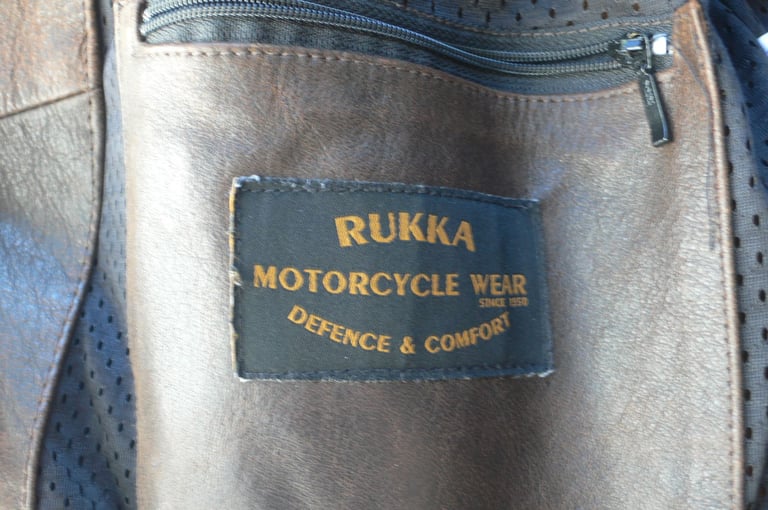 RUKKA
MOTORCYCLE WEAR
SINCE 1950
DEFENCE & COMFORT